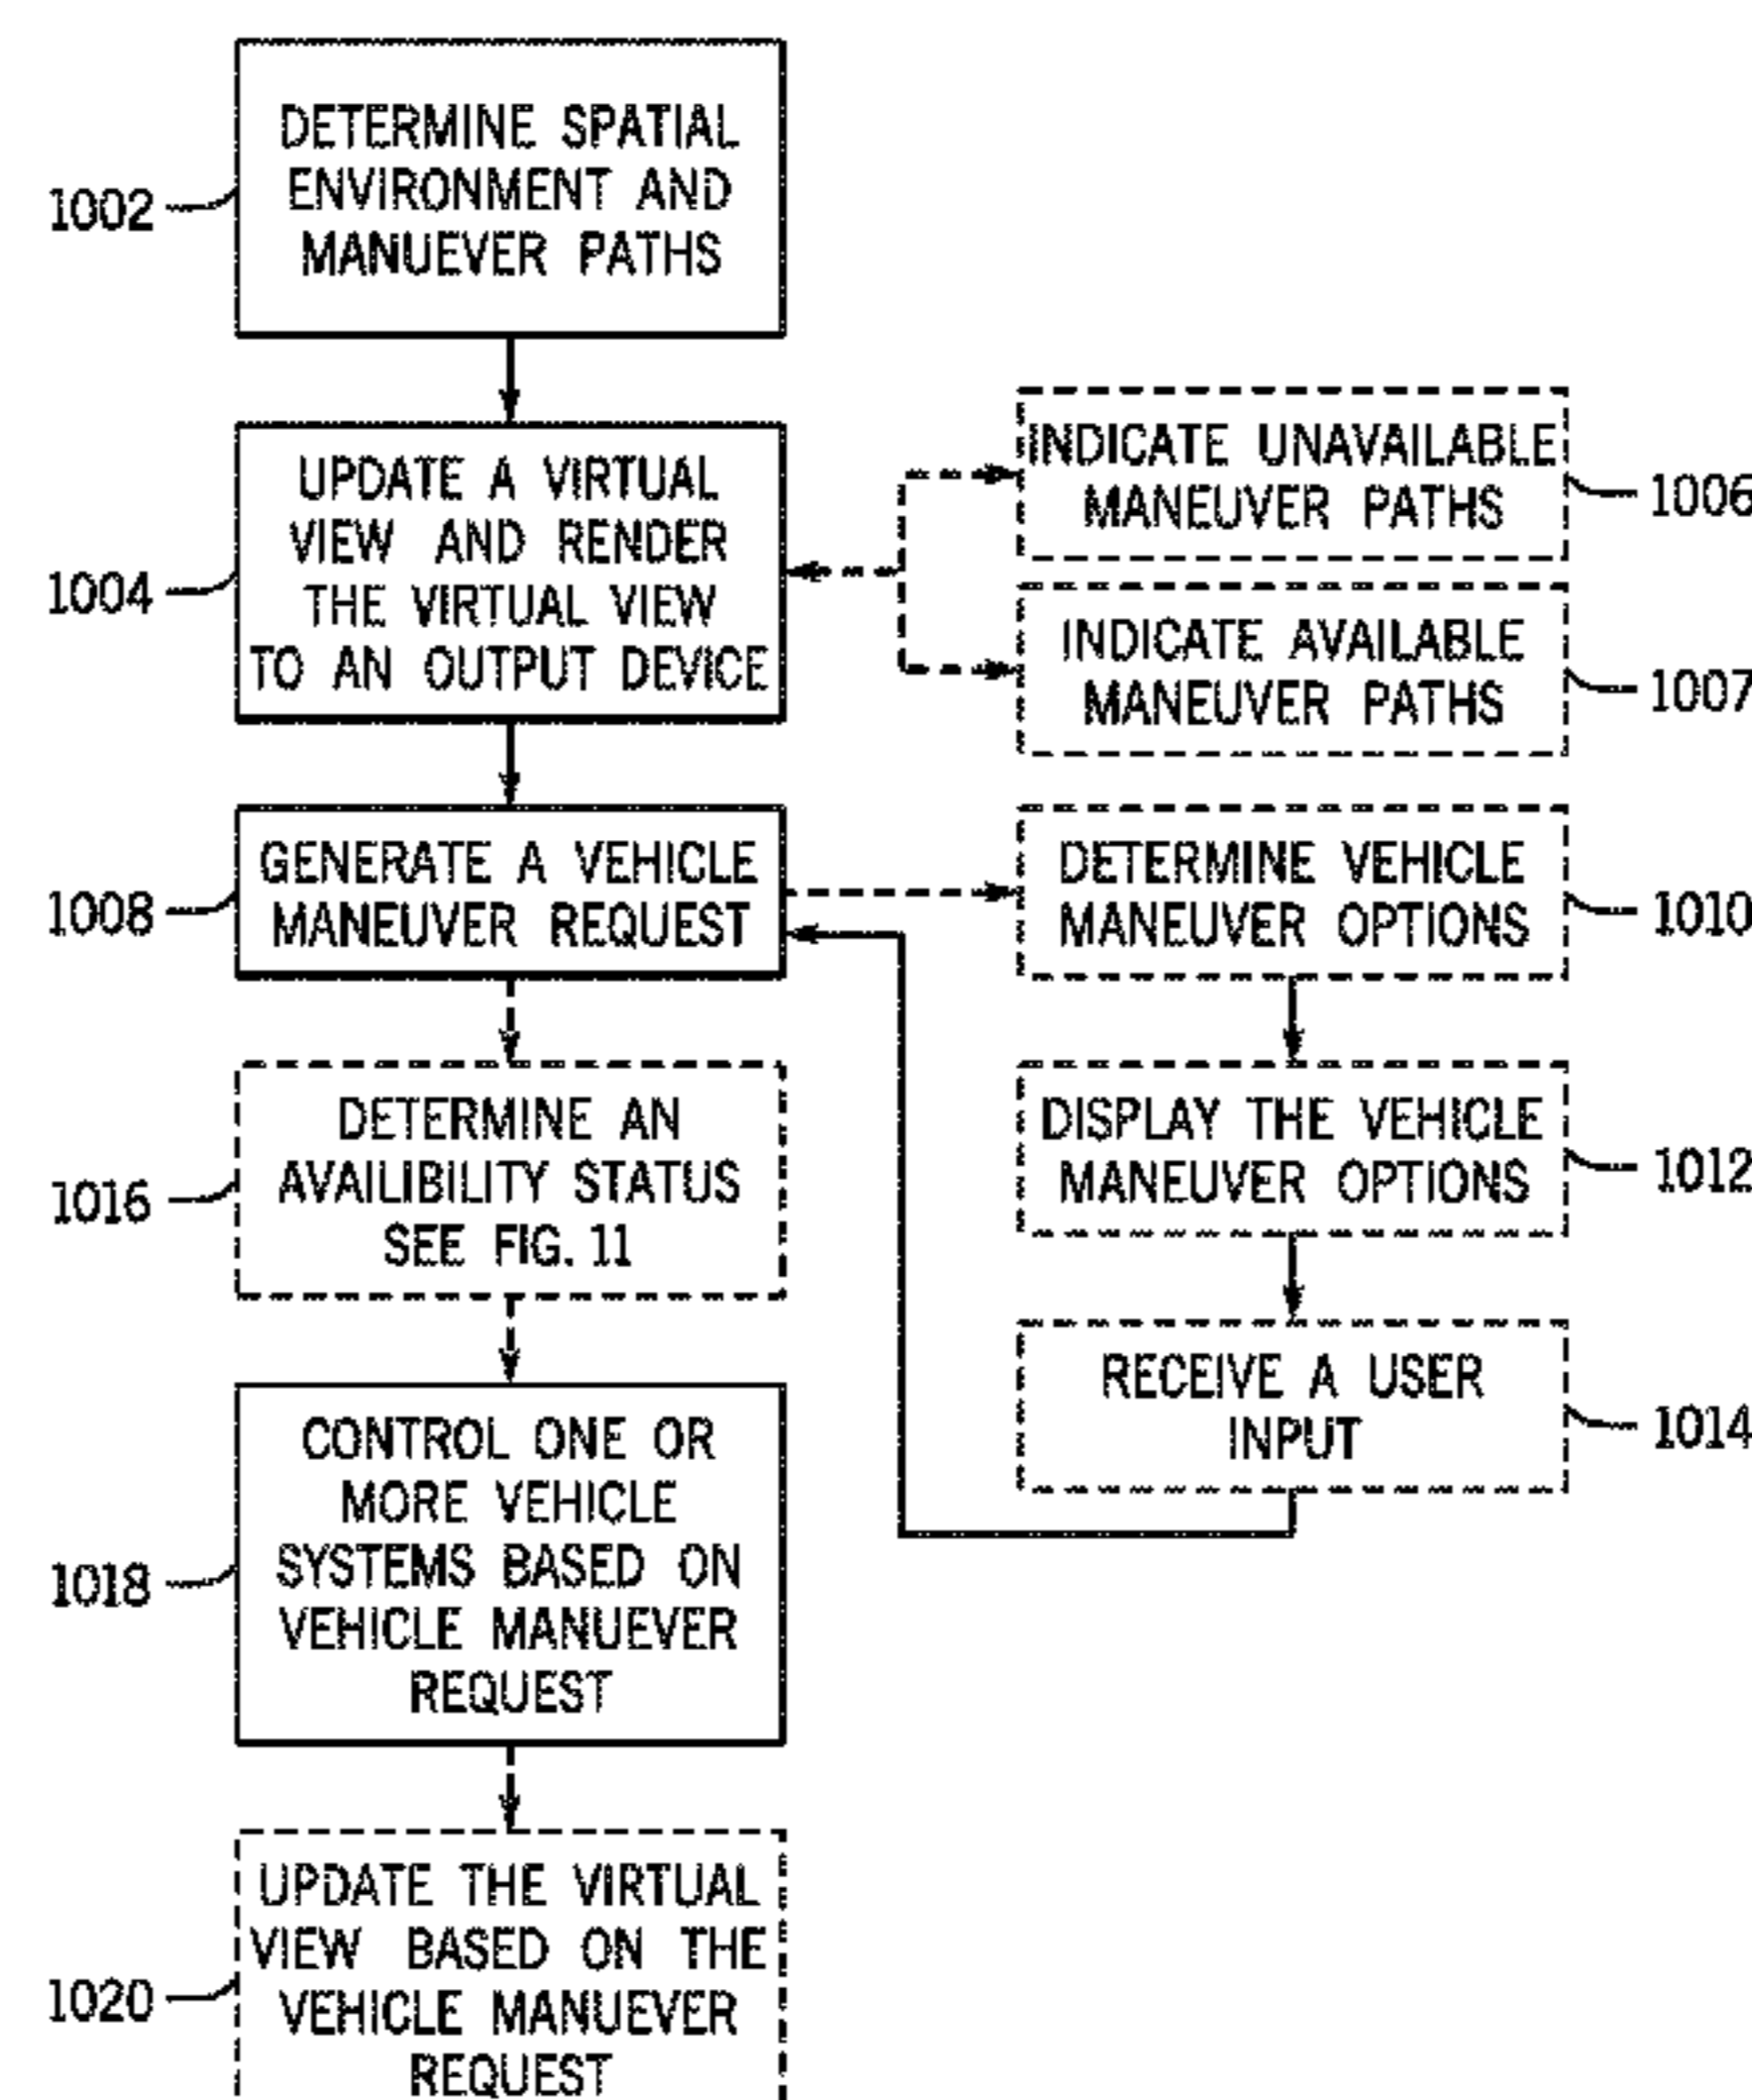 DETERMINE SPATIAL
ENVIRONMENT AND
MANUEVER PATHS
1002
UPDATE A VIRTUAL
VIEW AND RENDER
THE VIRTUAL VIEW
TO AN OUTPUT DEVICE
1004
INDICATE UNAVAILABLE
MANEUVER PATHS
1006
INDICATE AVAILABLE
MANEUVER PATHS
1007
GENERATE A VEHICLE
MANEUVER REQUEST
1008
DETERMINE VEHICLE
MANEUVER OPTIONS
1010
DISPLAY THE VEHICLE
MANEUVER OPTIONS
1012
RECEIVE A USER
INPUT
1014
DETERMINE AN
AVAILIBILITY STATUS
SEE FIG. 11
1016
CONTROL ONE OR
MORE VEHICLE
SYSTEMS BASED ON
VEHICLE MANUEVER
REQUEST
1018
UPDATE THE VIRTUAL
VIEW BASED ON THE
VEHICLE MANUEVER
REQUEST
1020